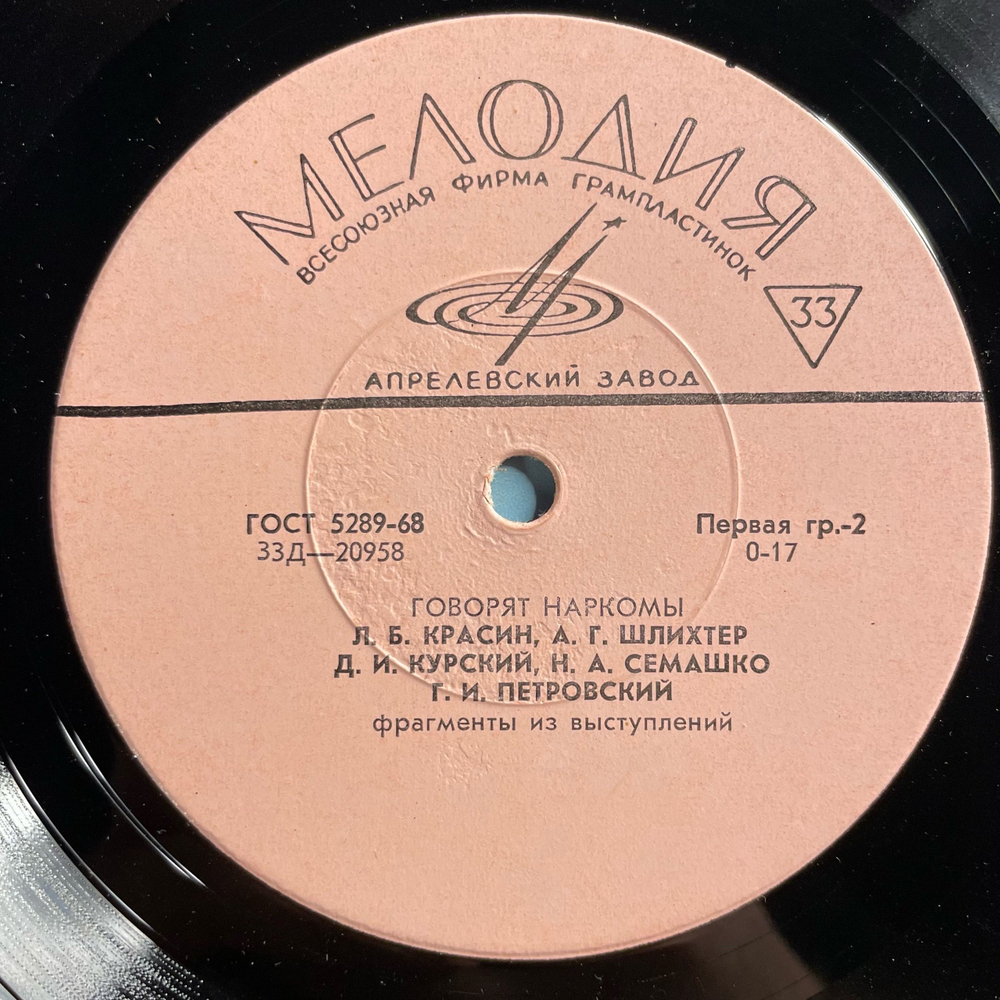 МЕЛОДИЯ
ВСЕСОЮЗНАЯ ФИРМА ГРАМПЛАСТИНОК
33
АПРЕЛЕВСКИЙ ЗАВОД
ГОСТ 5289-68
33Д—20958
Первая гр.-2
0-17
ГОВОРЯТ НАРКОМЫ
Л. Б. КРАСИН, А. Г. ШЛИХТЕР
Д. И. КУРСКИЙ, Н. А. СЕМАШКО
Г. И. ПЕТРОВСКИЙ
фрагменты из выступлений